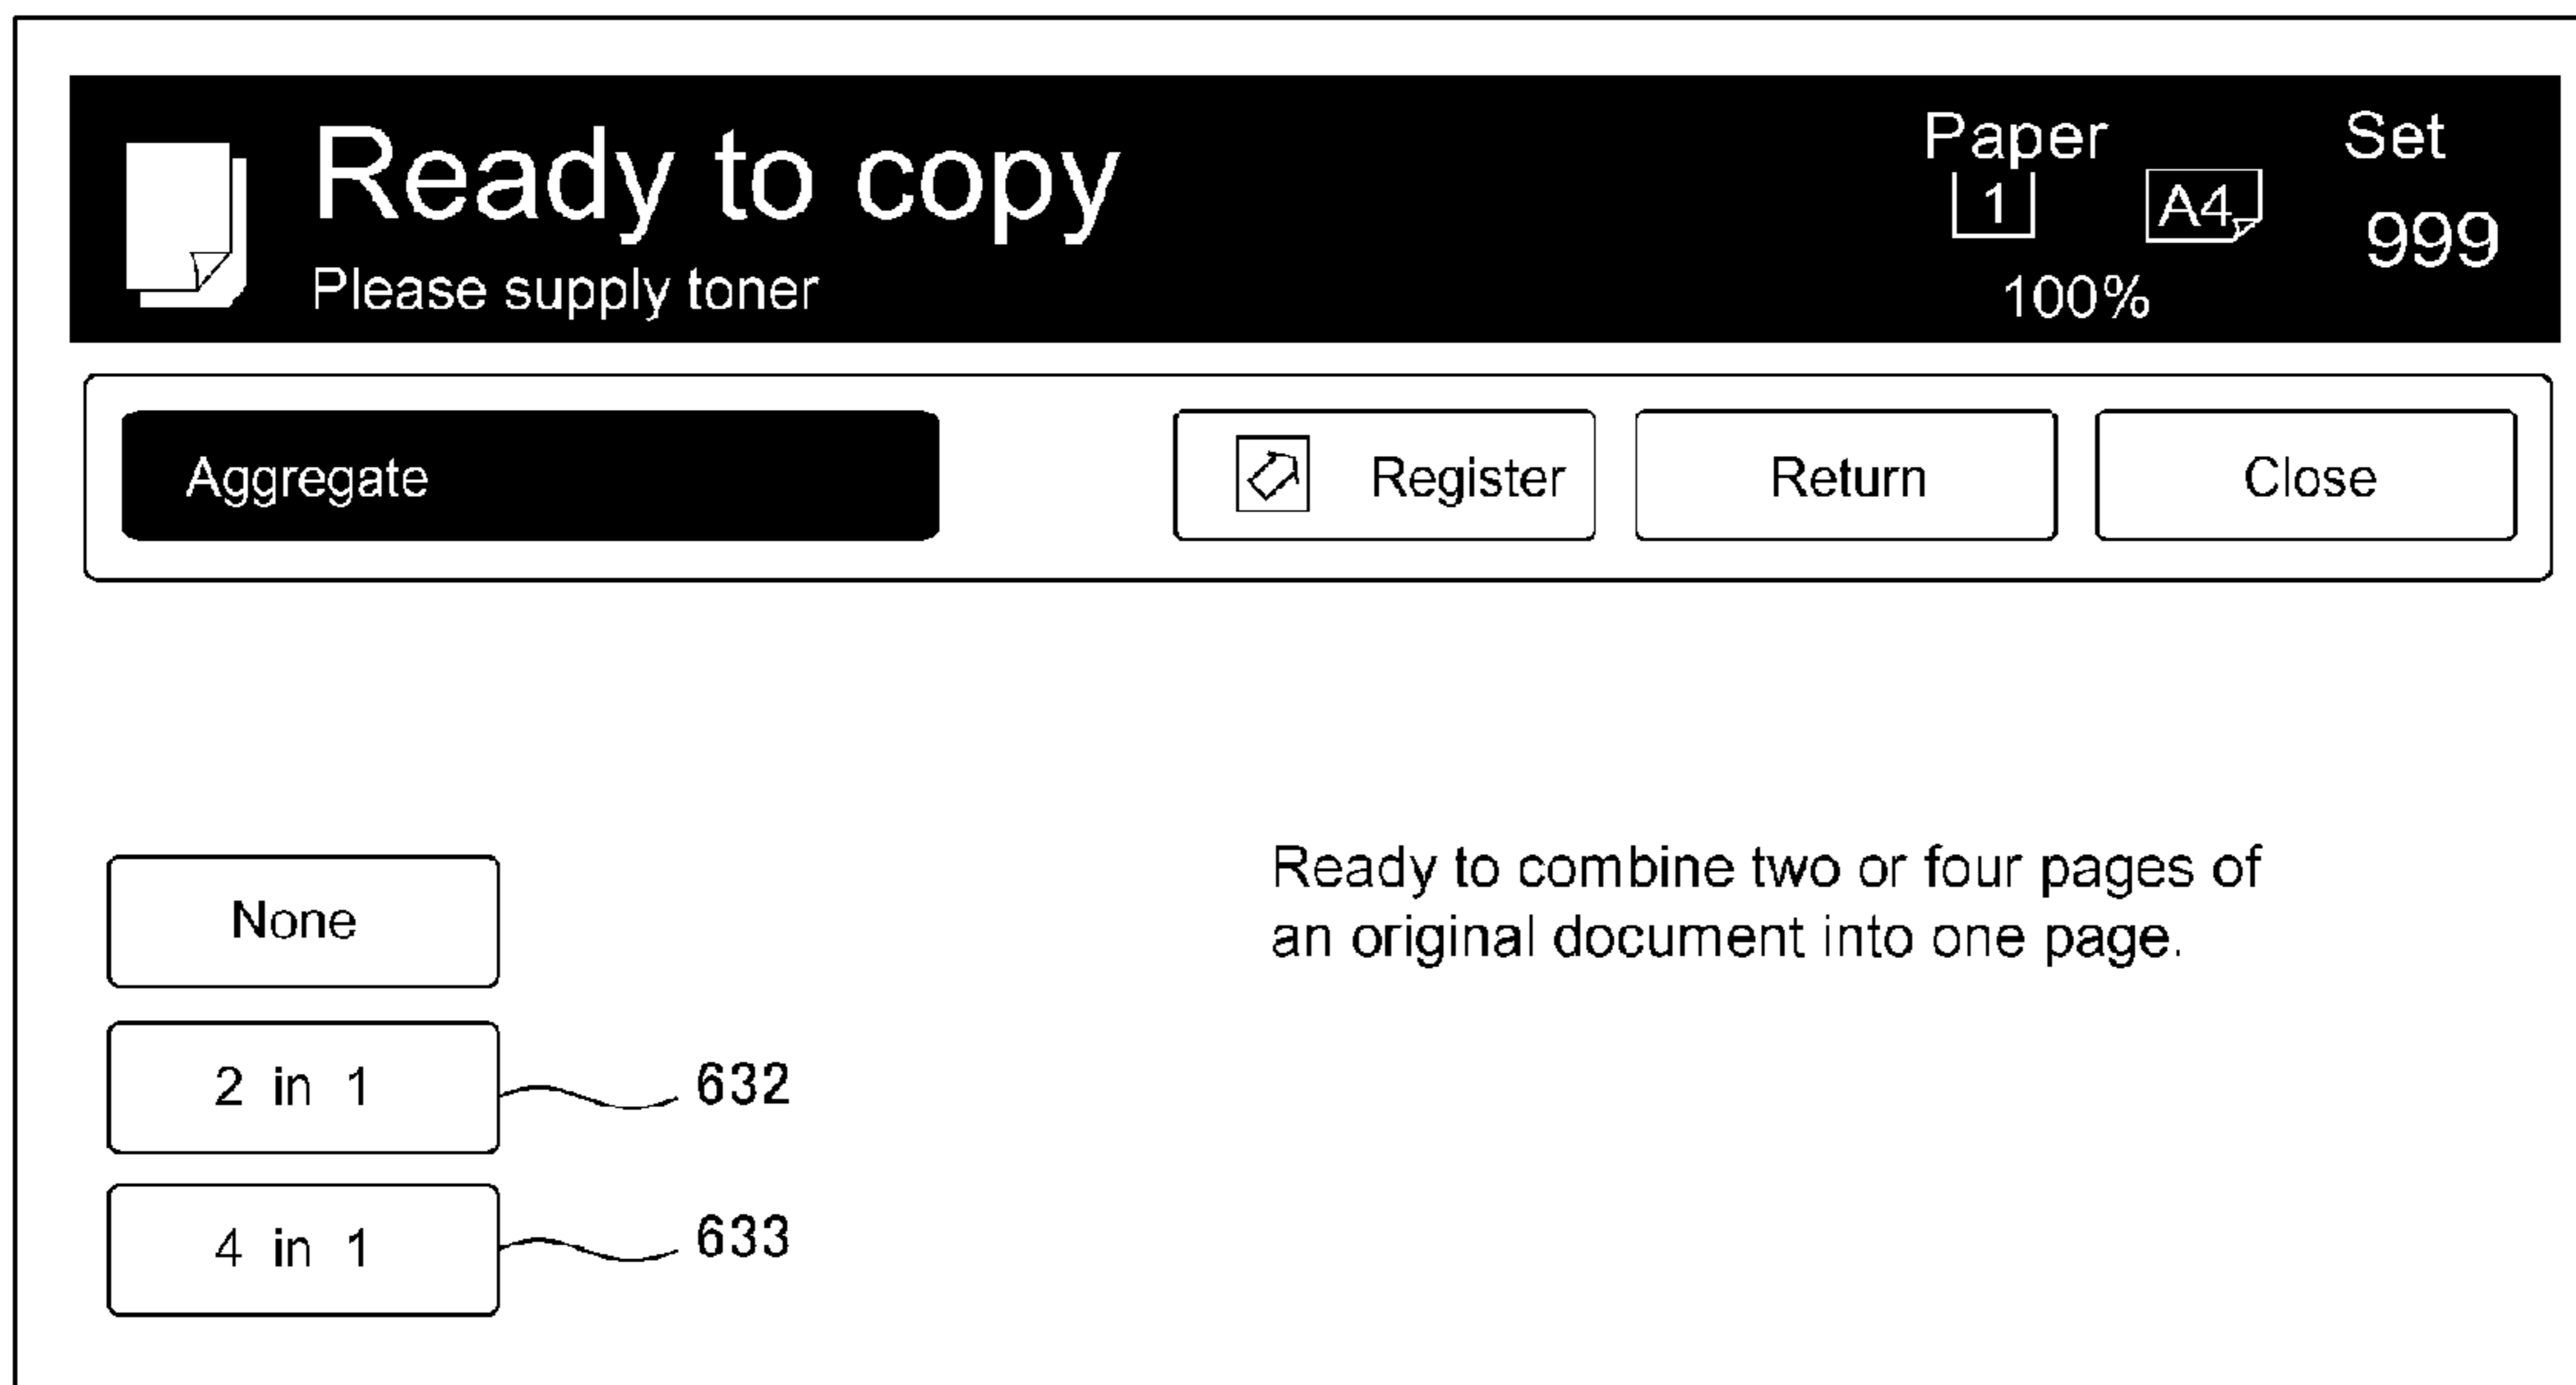 Ready to copy
Please supply toner
Paper
Set
1
A4
999
100%
Aggregate
Register
Return
Close
None
Ready to combine two or four pages of
an original document into one page.
2 in 1
632
4 in 1
633